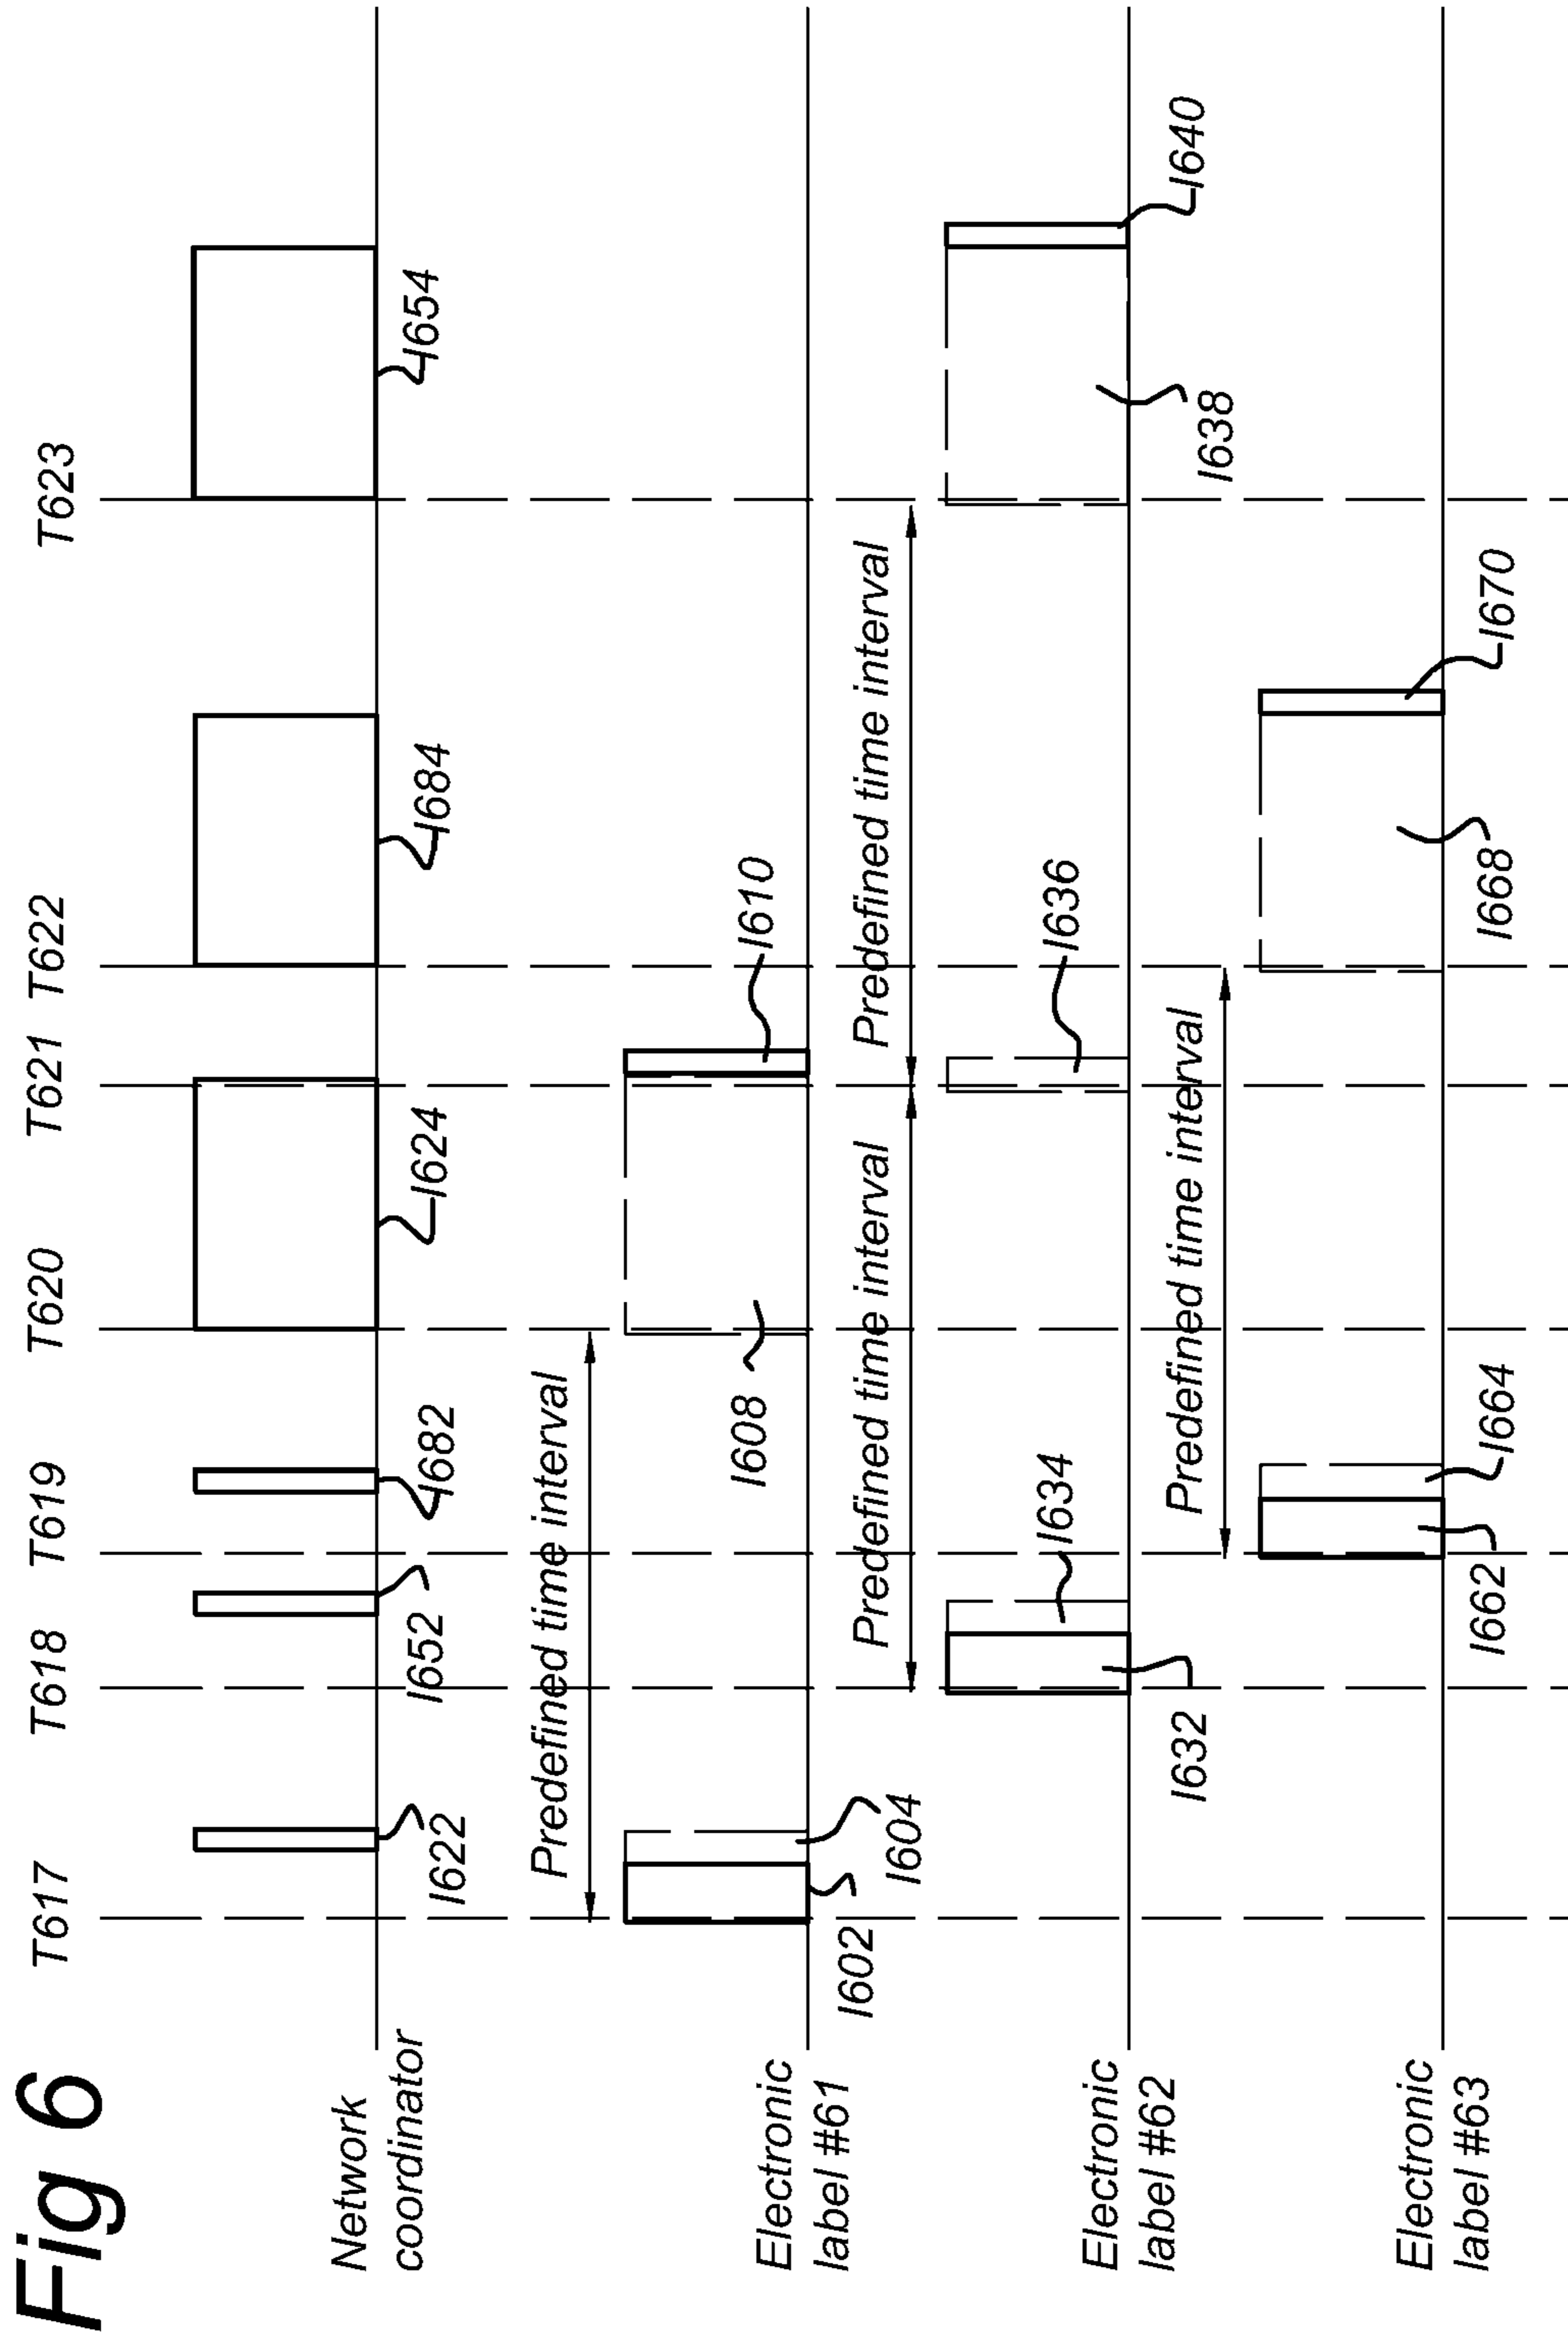 Fig 6
T617
T618
T619
T620
T621
T622
T623
Network
coordinator
I622
I652
I682
I624
I684
I654
Electronic
label #61
Predefined time interval
I602
I604
I608
I610
Electronic
label #62
Predefined time interval
Predefined time interval
I632
I634
I636
I638
I640
Electronic
label #63
Predefined time interval
I662
I664
I668
I670